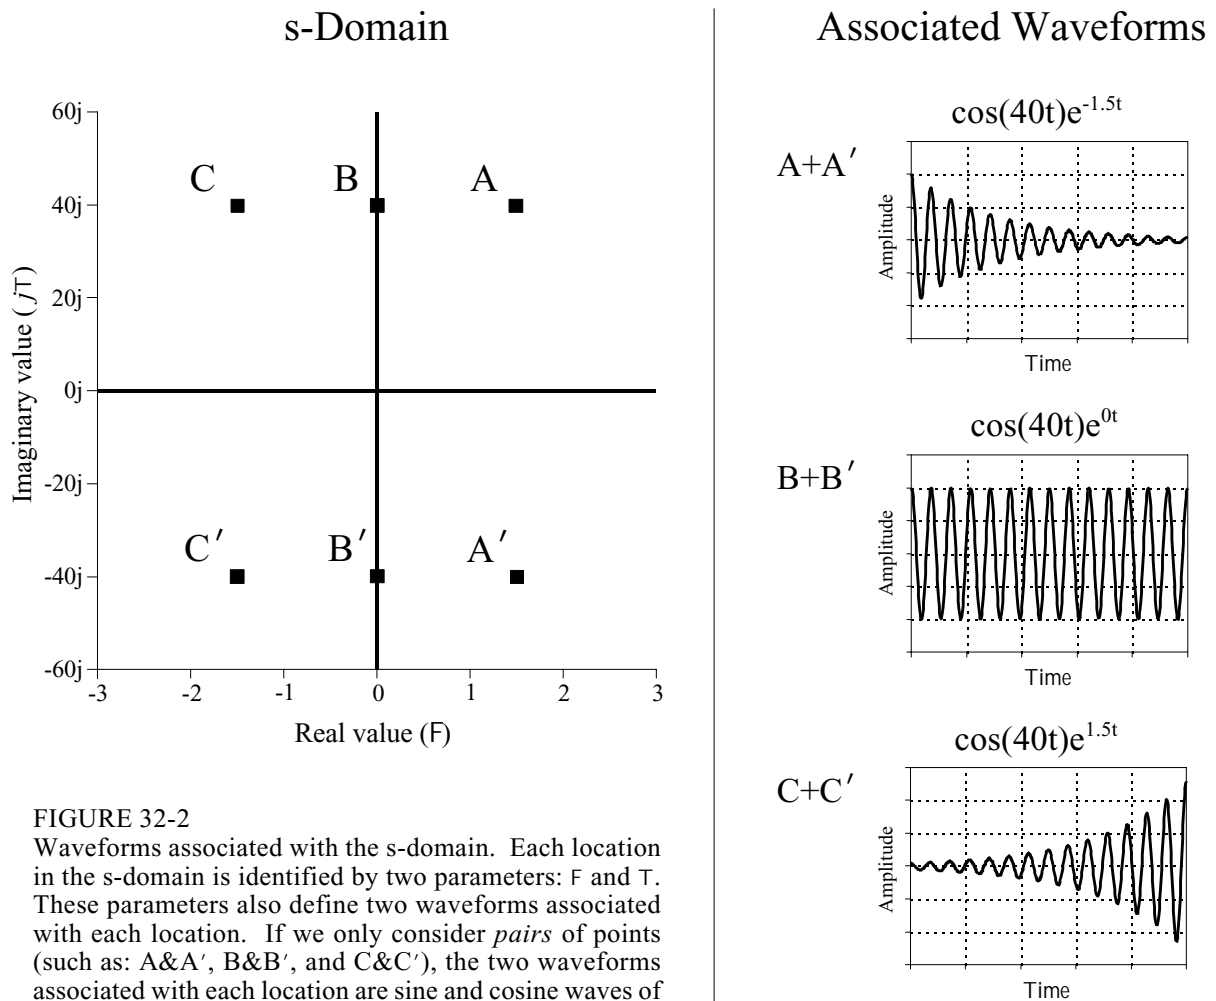 s-Domain
Associated Waveforms
60j
40j
20j
0j
-20j
-40j
-60j
-3
-2
-1
0
1
2
3
Imaginary value ( jT)
Real value (F)
C
B
A
C′
B′
A′
cos(40t)e^-1.5t
A+A′
Amplitude
Time
cos(40t)e^0t
B+B′
Amplitude
Time
cos(40t)e^1.5t
C+C′
Amplitude
Time
FIGURE 32-2
Waveforms associated with the s-domain. Each location
in the s-domain is identified by two parameters: F and T.
These parameters also define two waveforms associated
with each location. If we only consider pairs of points
(such as: A&A′, B&B′, and C&C′), the two waveforms
associated with each location are sine and cosine waves of